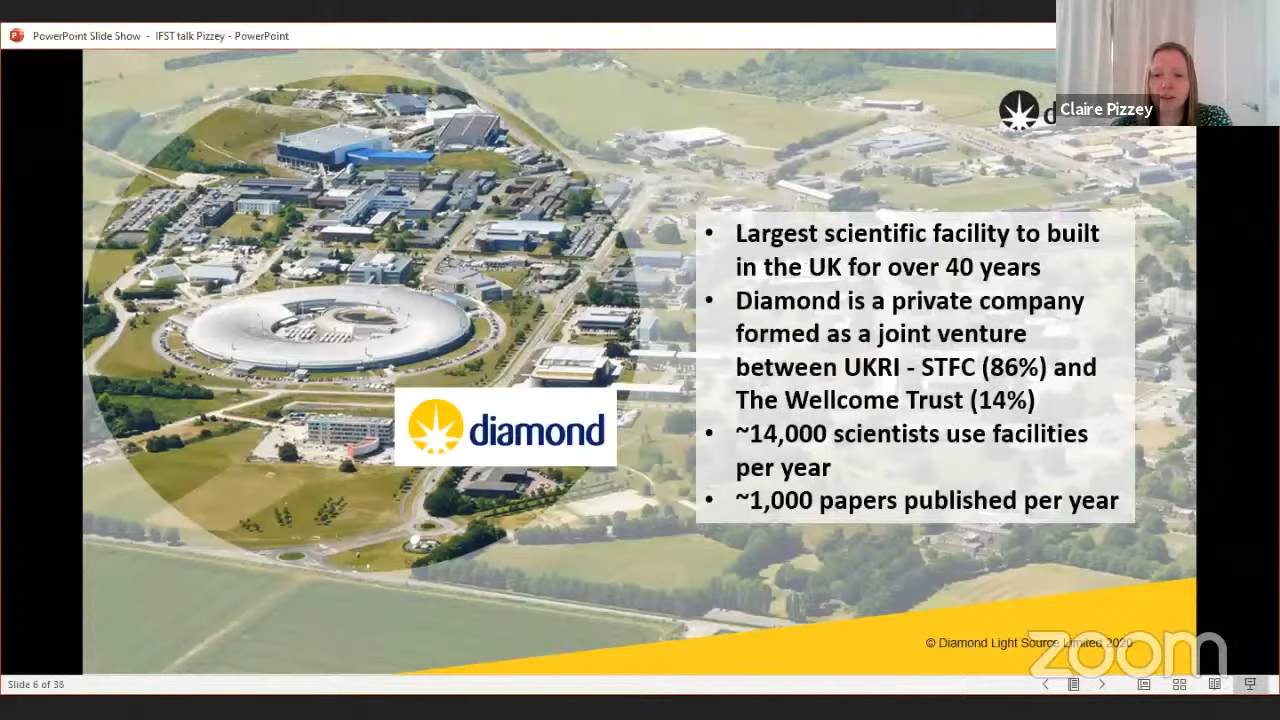 PowerPoint Slide Show - IFST talk Pizzey - PowerPoint
Claire Pizzey
d
• Largest scientific facility to built
in the UK for over 40 years
• Diamond is a private company
formed as a joint venture
between UKRI - STFC (86%) and
The Wellcome Trust (14%)
• ~14,000 scientists use facilities
per year
• ~1,000 papers published per year
diamond
© Diamond Light Source Limited 2020
zoom
Slide 6 of 38